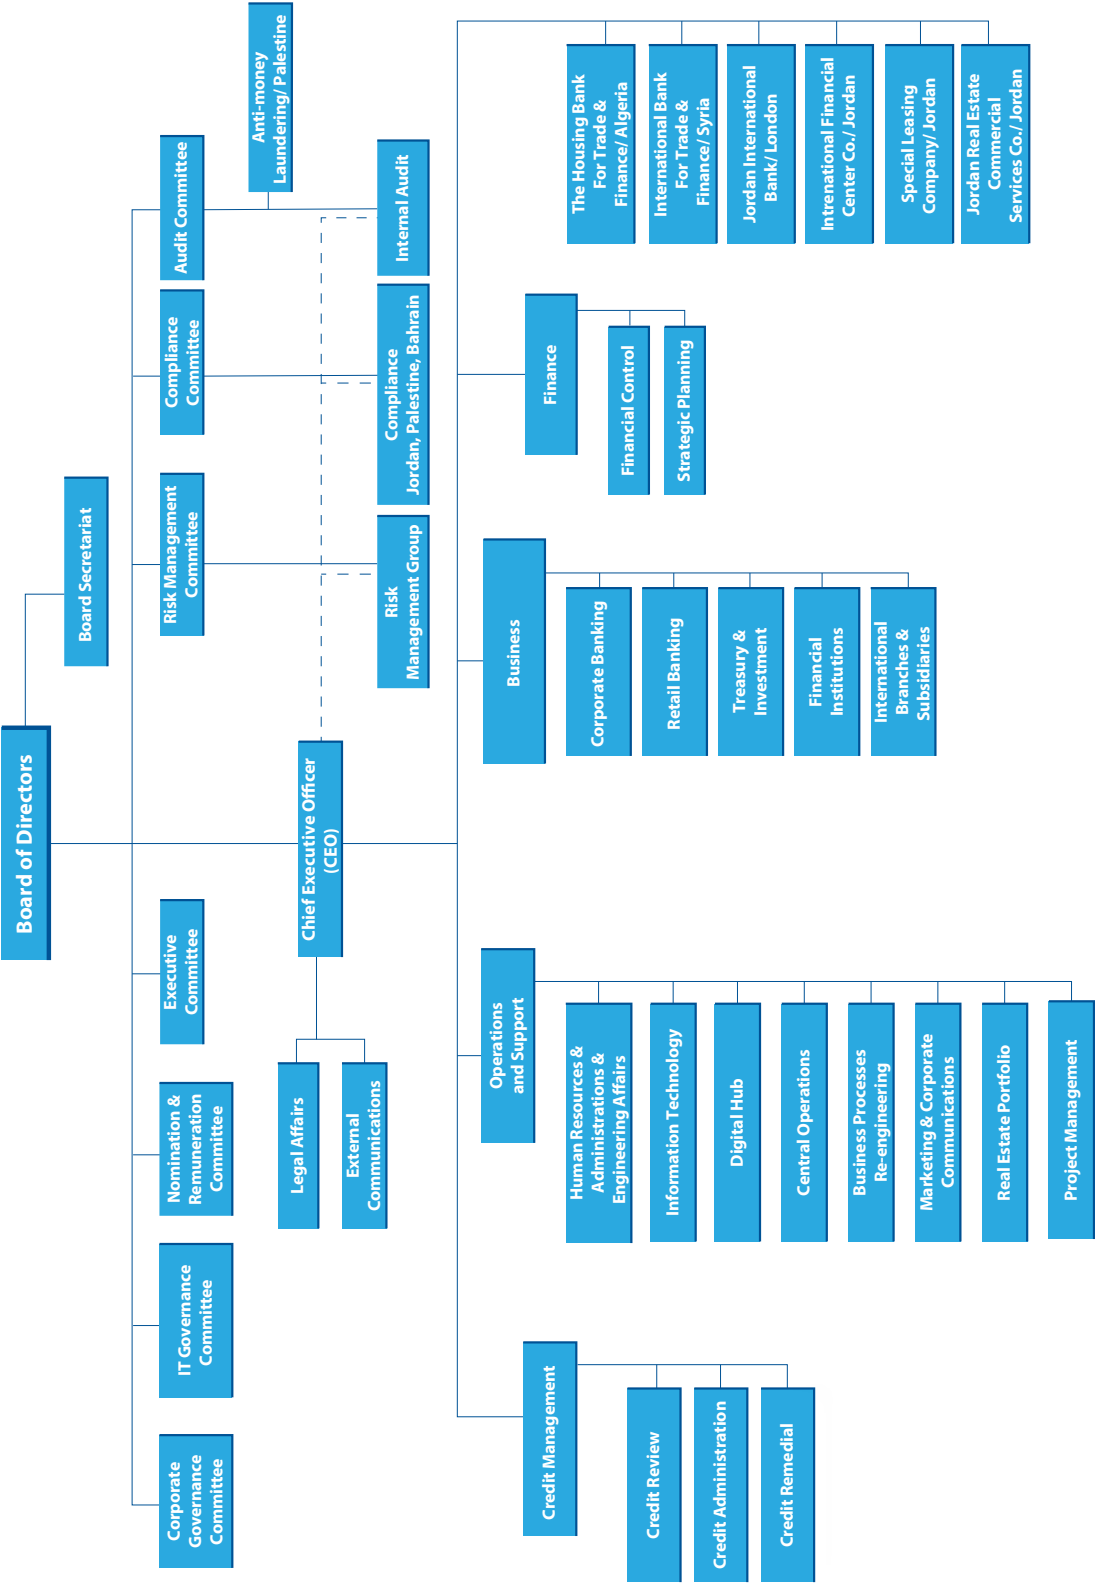 Board of Directors
Board Secretariat
Corporate
Governance
Committee
IT Governance
Committee
Nomination &
Remuneration
Committee
Executive
Committee
Risk Management
Committee
Compliance
Committee
Audit Committee
Anti-money
Laundering/ Palestine
Chief Executive Officer
(CEO)
Legal Affairs
External
Communications
Risk
Management Group
Compliance
Jordan, Palestine, Bahrain
Internal Audit
Credit Management
Credit Review
Credit Administration
Credit Remedial
Operations
and Support
Human Resources &
Administrations &
Engineering Affairs
Information Technology
Digital Hub
Central Operations
Business Processes
Re-engineering
Marketing & Corporate
Communications
Real Estate Portfolio
Project Management
Business
Corporate Banking
Retail Banking
Treasury &
Investment
Financial
Institutions
International
Branches &
Subsidiaries
Finance
Financial Control
Strategic Planning
The Housing Bank
For Trade &
Finance/ Algeria
International Bank
For Trade &
Finance/ Syria
Jordan International
Bank/ London
Intrenational Financial
Center Co./ Jordan
Special Leasing
Company/ Jordan
Jordan Real Estate
Commercial
Services Co./ Jordan